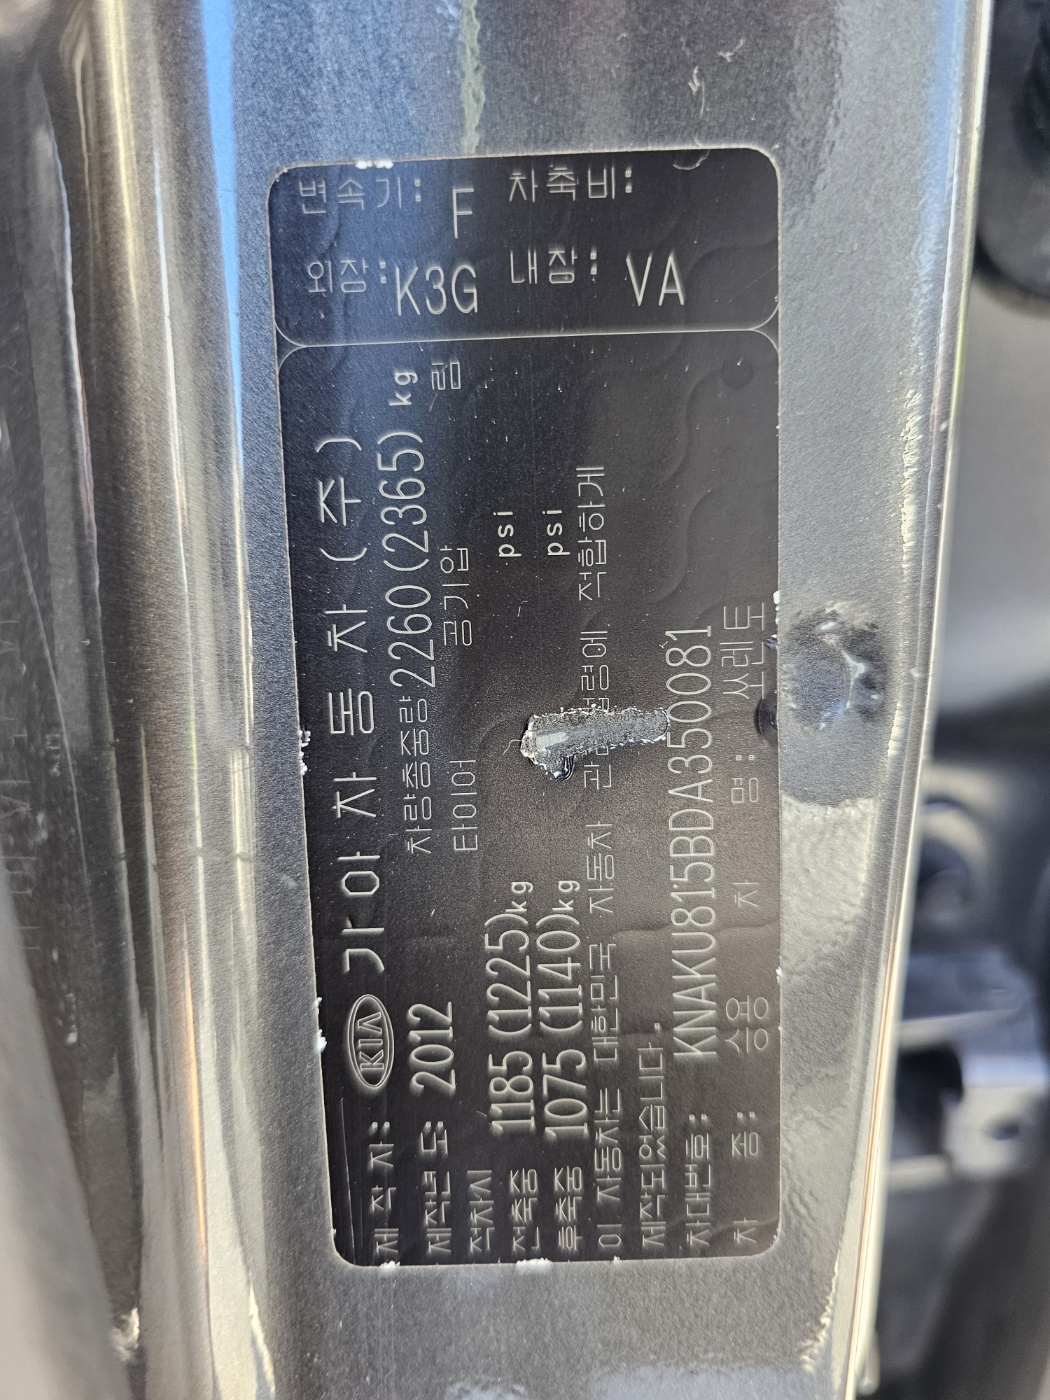 변속기: F 차축비:
외장: K3G 내장: VA
제 작 자: KIA 기아자동차(주)
제작년도: 2012 차량총중량 2260(2365) kg
적차시 타이어 공기압 림
전축중 1185(1225)kg psi
후축중 1075(1140)kg psi
이 자동차는 대한민국 자동차 적합하게
제작되었습니다.
차대번호: KNAKU815BDA350081
차 종: 승용 차 명: 쏘렌토